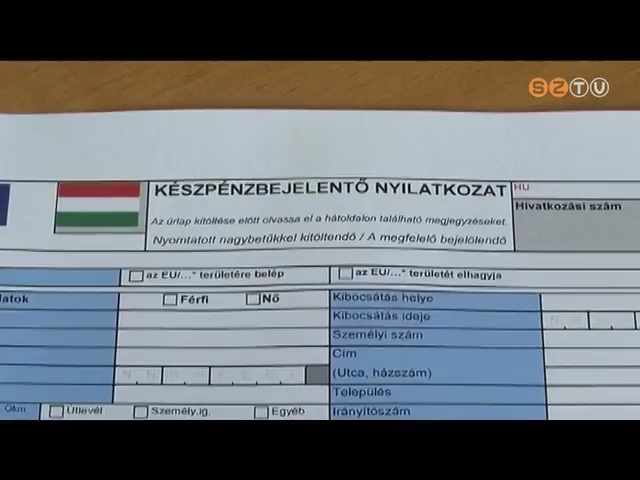 SZTV
KÉSZPÉNZBEJELENTŐ NYILATKOZAT
HU
Hivatkozási szám
Az űrlap kitöltése előtt olvassa el a hátoldalon található megjegyzéseket.
Nyomtatott nagybetűkkel kitöltendő / A megfelelő bejelölendő
az EU/...* területére belép
az EU/...* területét elhagyja
latok
Férfi
Nő
Kibocsátás helye
Kibocsátás ideje
Személyi szám
Cím
(Utca, házszám)
Település
Okm.
Útlevél
Személy.ig.
Egyéb
Irányítószám